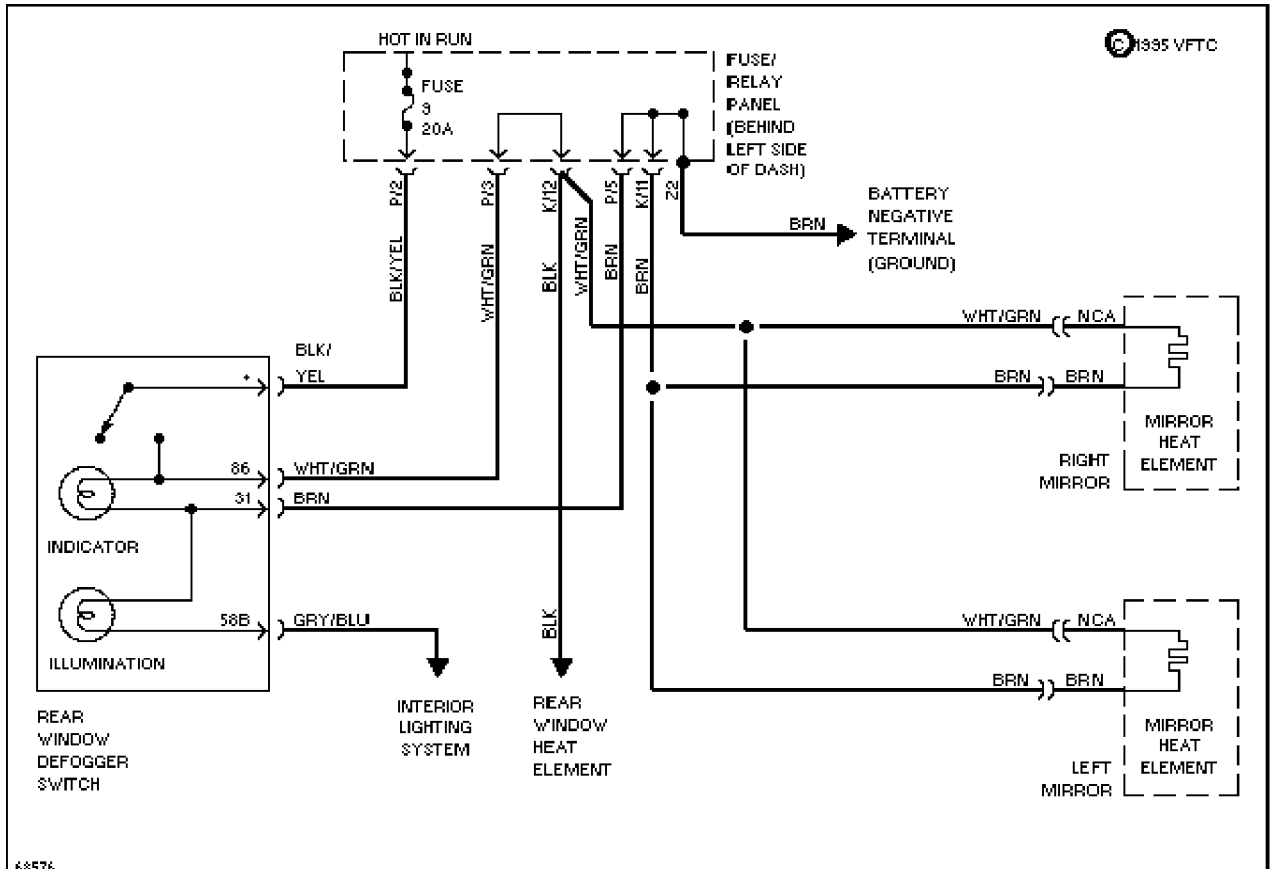 HOT IN RUN
© 1995 VFTC
FUSE
9
20A
FUSE/
RELAY
PANEL
(BEHIND
LEFT SIDE
OF DASH)
P/2
P/3
K/12
P/5
K/11
Z2
BLK/YEL
WHT/GRN
BLK
WHT/GRN
BRN
BRN
BRN
BATTERY
NEGATIVE
TERMINAL
(GROUND)
WHT/GRN
NCA
BRN
BRN
MIRROR
HEAT
ELEMENT
RIGHT
MIRROR
BLK/
YEL
+
86
WHT/GRN
31
BRN
INDICATOR
58B
GRY/BLU
ILLUMINATION
BLK
INTERIOR
LIGHTING
SYSTEM
REAR
WINDOW
HEAT
ELEMENT
REAR
WINDOW
DEFOGGER
SWITCH
WHT/GRN
NCA
BRN
BRN
MIRROR
HEAT
ELEMENT
LEFT
MIRROR
68576